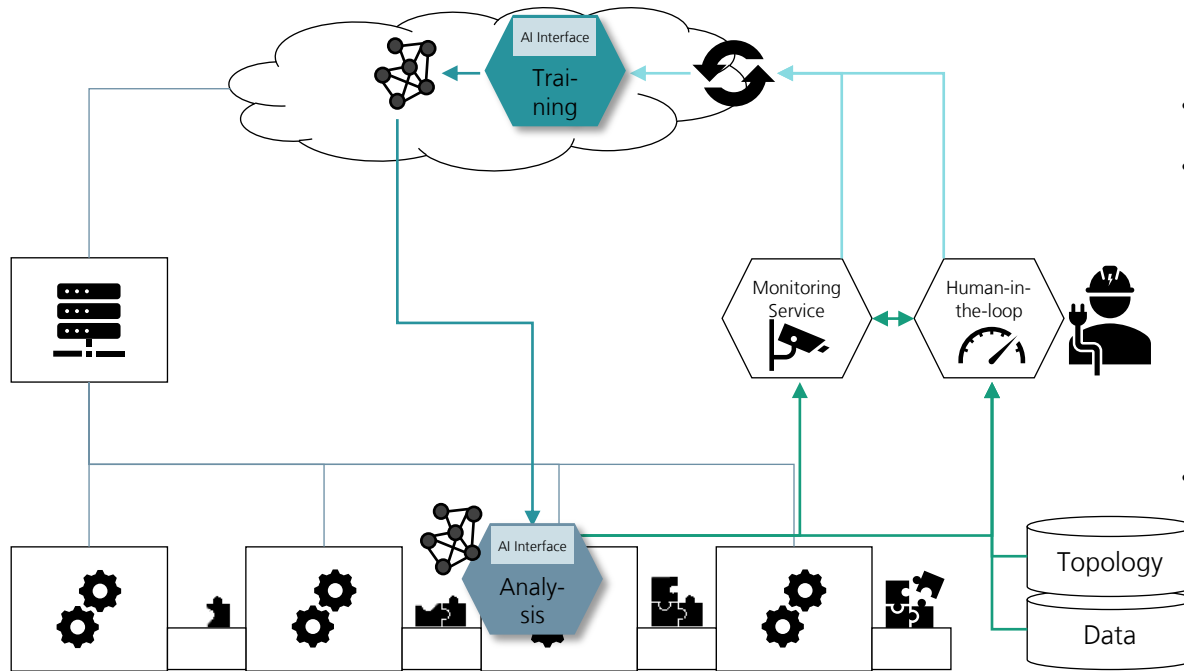 AI Interface
Trai-
ning
Monitoring
Service
Human-in-
the-loop
AI Interface
Analy-
sis
Topology
Data